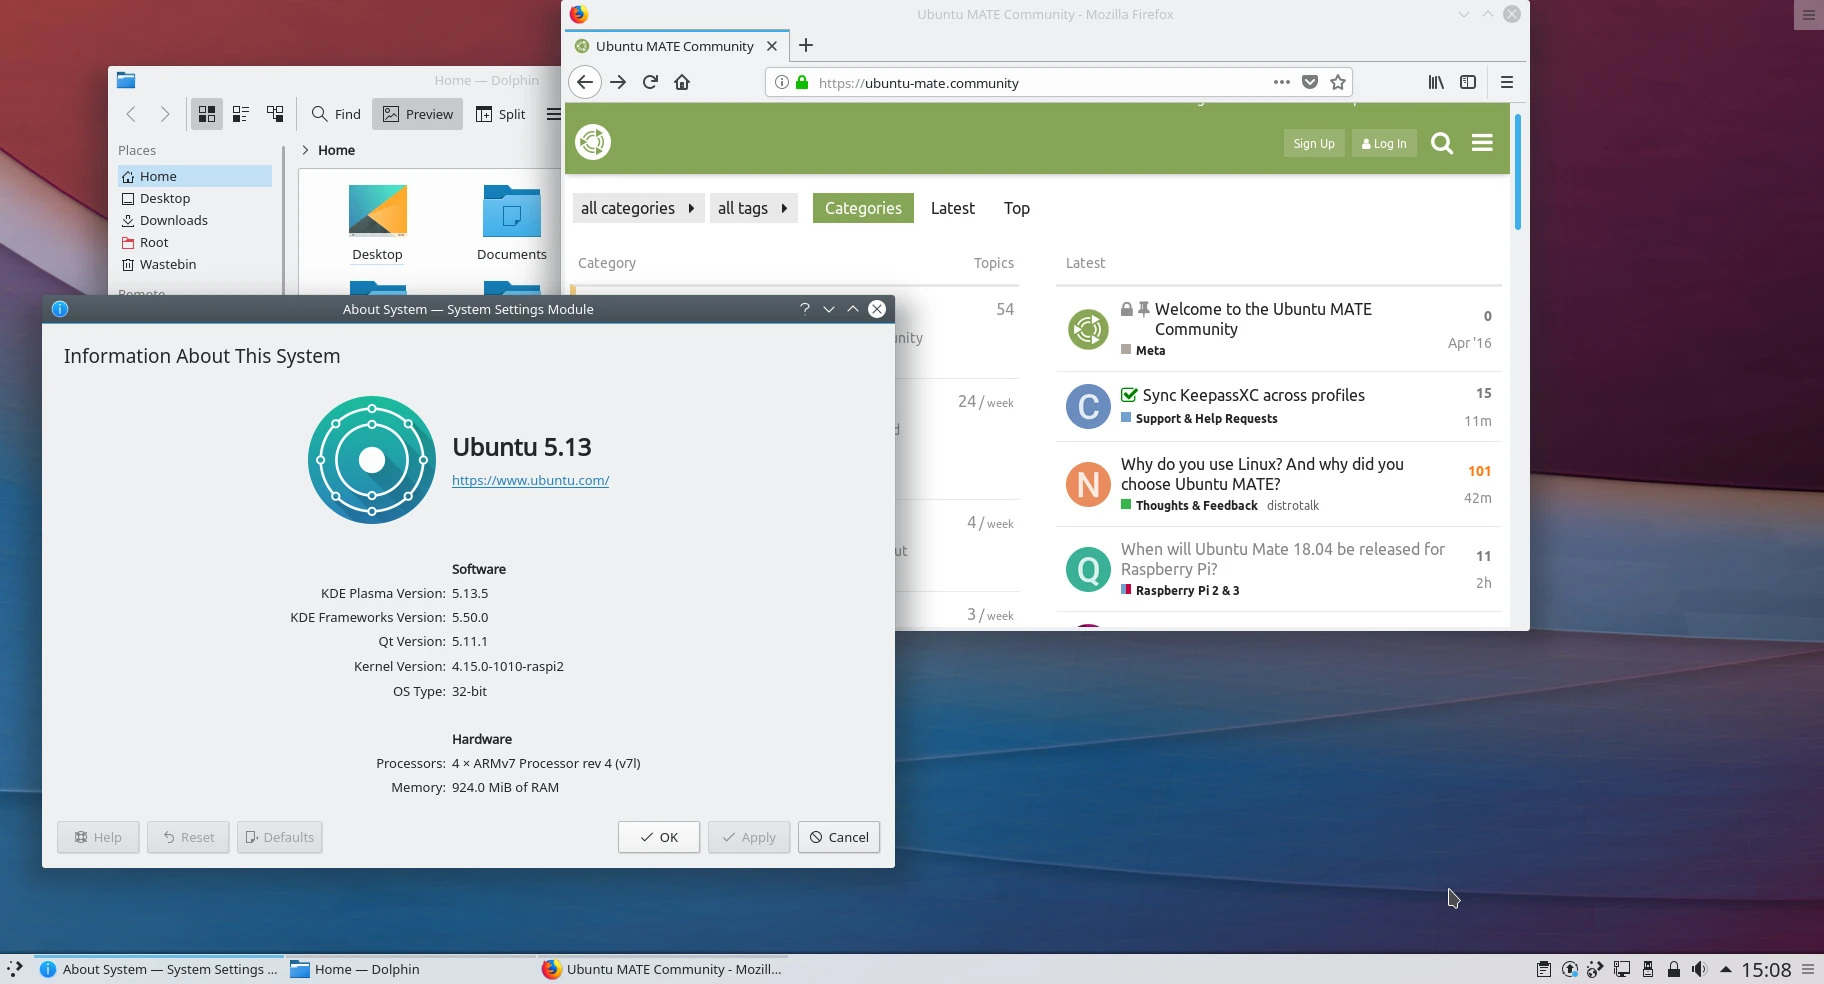 Ubuntu MATE Community - Mozilla Firefox
Ubuntu MATE Community
https://ubuntu-mate.community
Sign Up
Log In
all categories
all tags
Categories
Latest
Top
Category
Topics
Latest
54
nity
24 / week
d
4 / week
ut
3 / week
Welcome to the Ubuntu MATE
Community
0
Meta
Apr '16
C
Sync KeepassXC across profiles
15
Support & Help Requests
11m
N
Why do you use Linux? And why did you
choose Ubuntu MATE?
101
Thoughts & Feedback distrotalk
42m
Q
When will Ubuntu Mate 18.04 be released for
Raspberry Pi?
11
Raspberry Pi 2 & 3
2h
Home — Dolphin
Find
Preview
Split
Places
Home
Desktop
Downloads
Root
Wastebin
Remote
Home
Desktop
Documents
About System — System Settings Module
Information About This System
Ubuntu 5.13
https://www.ubuntu.com/
Software
KDE Plasma Version: 5.13.5
KDE Frameworks Version: 5.50.0
Qt Version: 5.11.1
Kernel Version: 4.15.0-1010-raspi2
OS Type: 32-bit
Hardware
Processors: 4 × ARMv7 Processor rev 4 (v7l)
Memory: 924.0 MiB of RAM
Help
Reset
Defaults
OK
Apply
Cancel
About System — System Settings ...
Home — Dolphin
Ubuntu MATE Community - Mozill...
15:08